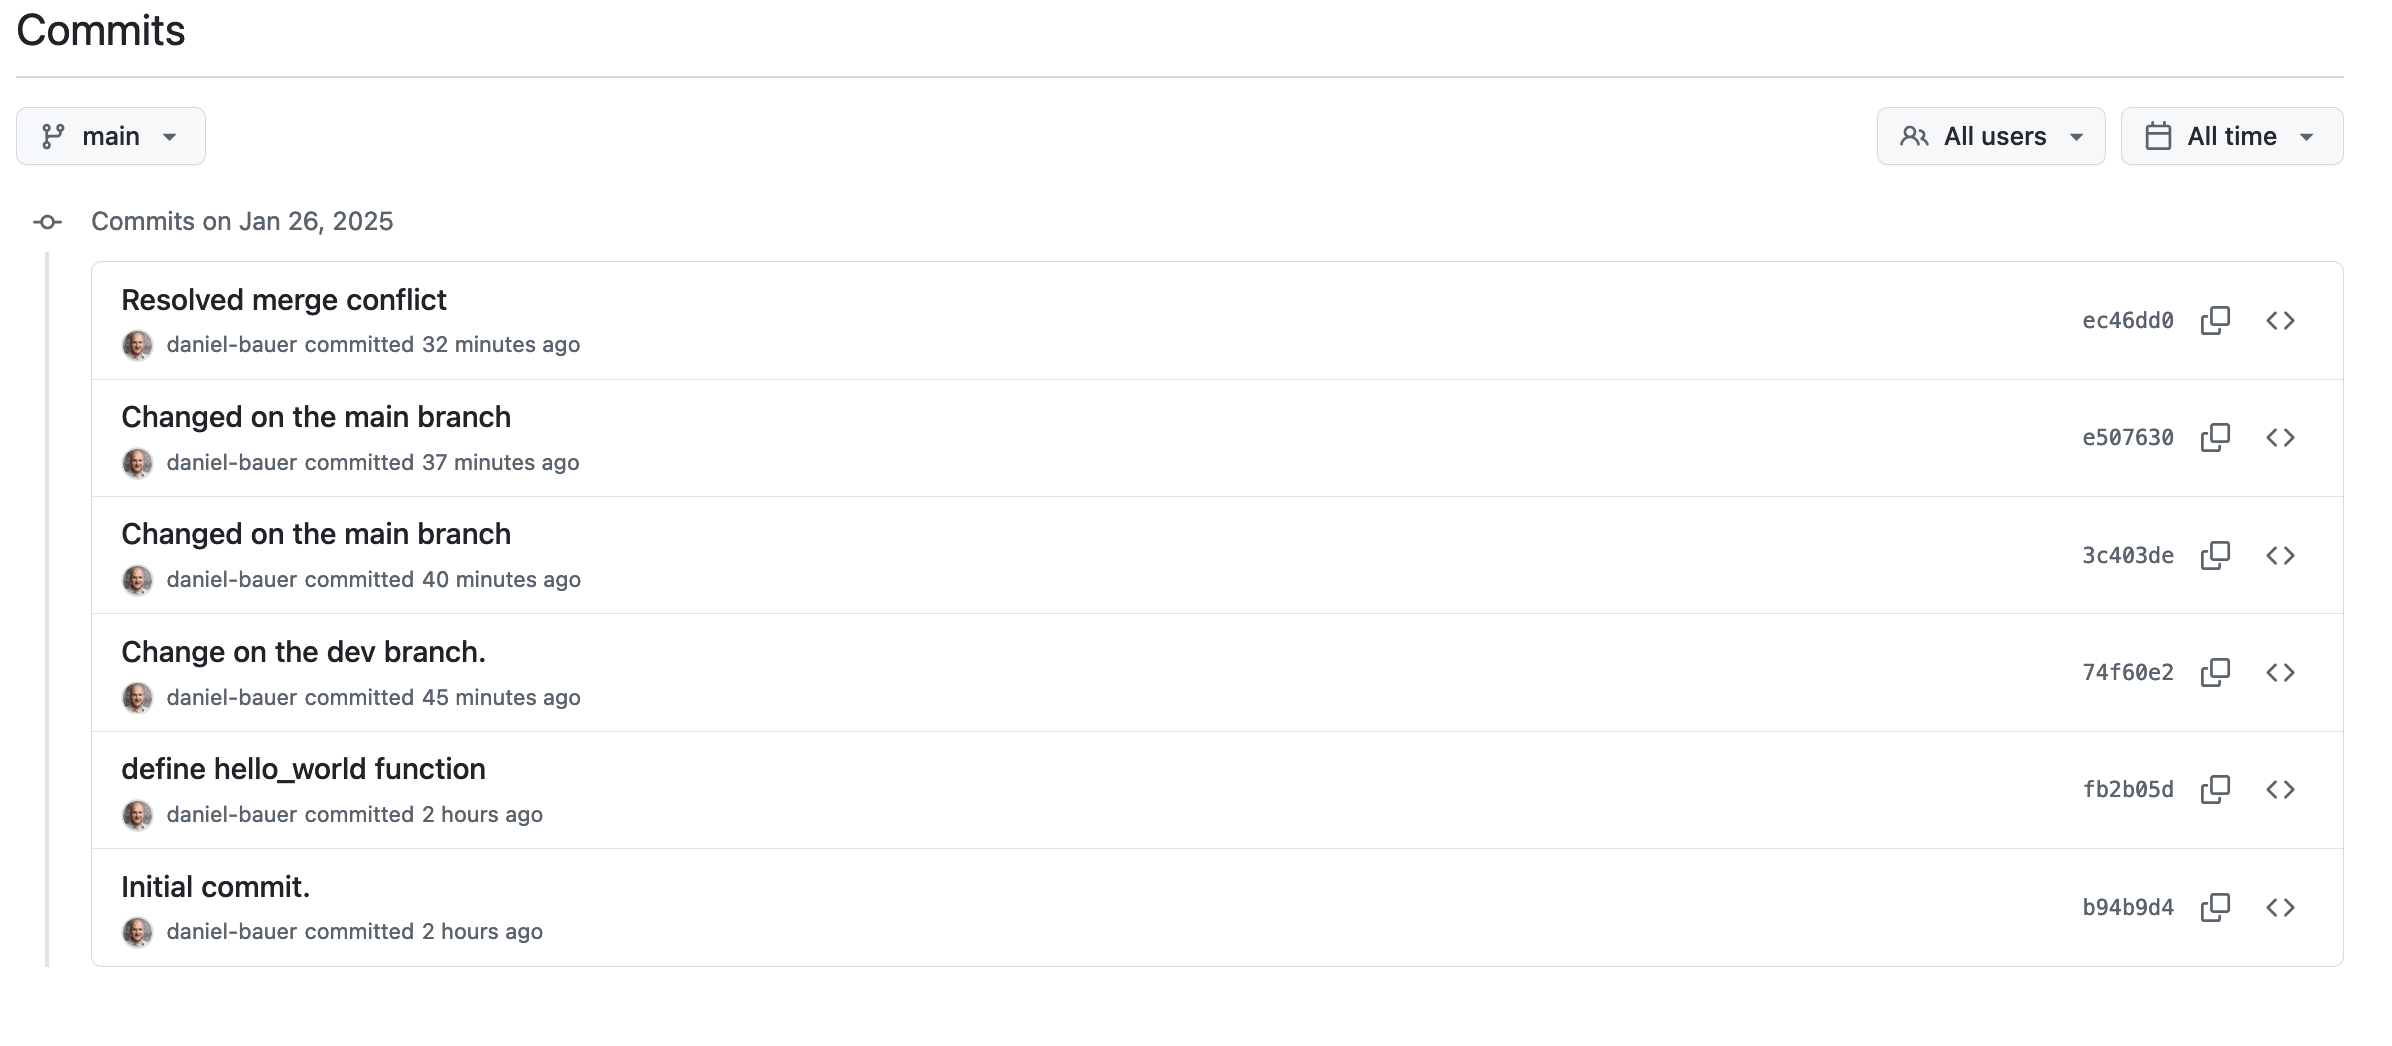 Commits
main
All users
All time
Commits on Jan 26, 2025
Resolved merge conflict
daniel-bauer committed 32 minutes ago
ec46dd0
Changed on the main branch
daniel-bauer committed 37 minutes ago
e507630
Changed on the main branch
daniel-bauer committed 40 minutes ago
3c403de
Change on the dev branch.
daniel-bauer committed 45 minutes ago
74f60e2
define hello_world function
daniel-bauer committed 2 hours ago
fb2b05d
Initial commit.
daniel-bauer committed 2 hours ago
b94b9d4